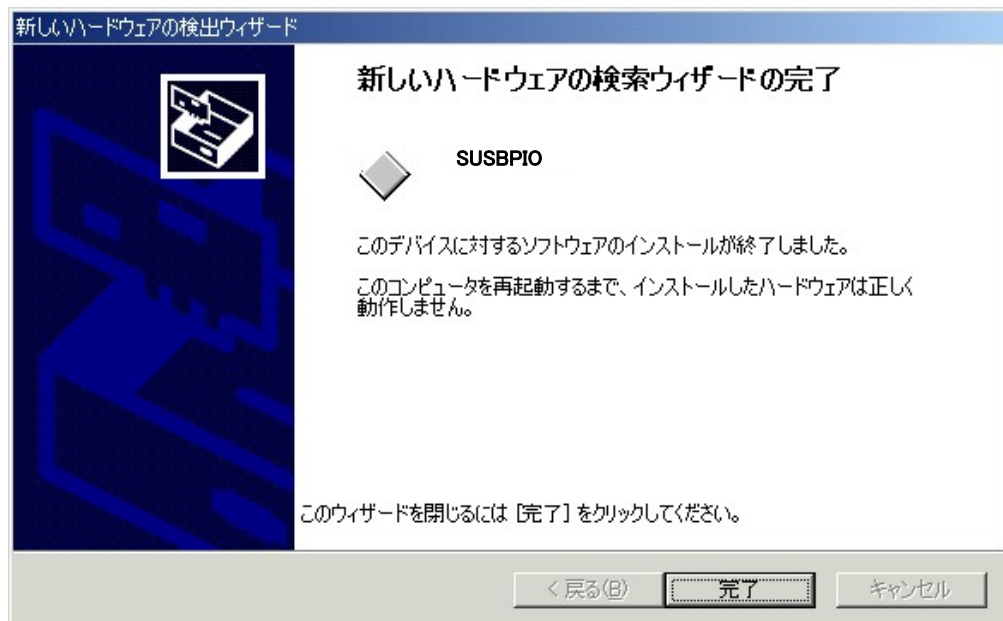 新しいハードウェアの検出ウィザード
新しいハードウェアの検索ウィザードの完了
SUSBPIO
このデバイスに対するソフトウェアのインストールが終了しました。
このコンピュータを再起動するまで、インストールしたハードウェアは正しく
動作しません。
このウィザードを閉じるには [完了] をクリックしてください。
< 戻る(B)
完了
キャンセル